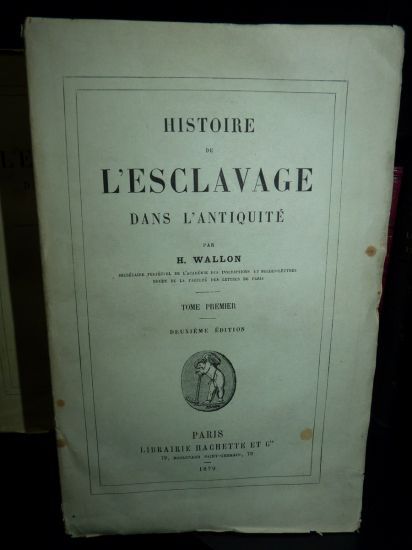 HISTOIRE
DE
L'ESCLAVAGE
DANS L'ANTIQUITÉ
PAR
H. WALLON
SECRÉTAIRE PERPÉTUEL DE L'ACADÉMIE DES INSCRIPTIONS ET BELLES-LETTRES
DOYEN DE LA FACULTÉ DES LETTRES DE PARIS
TOME PREMIER
DEUXIÈME ÉDITION
PARIS
LIBRAIRIE HACHETTE ET Cie
79, BOULEVARD SAINT-GERMAIN, 79
1879